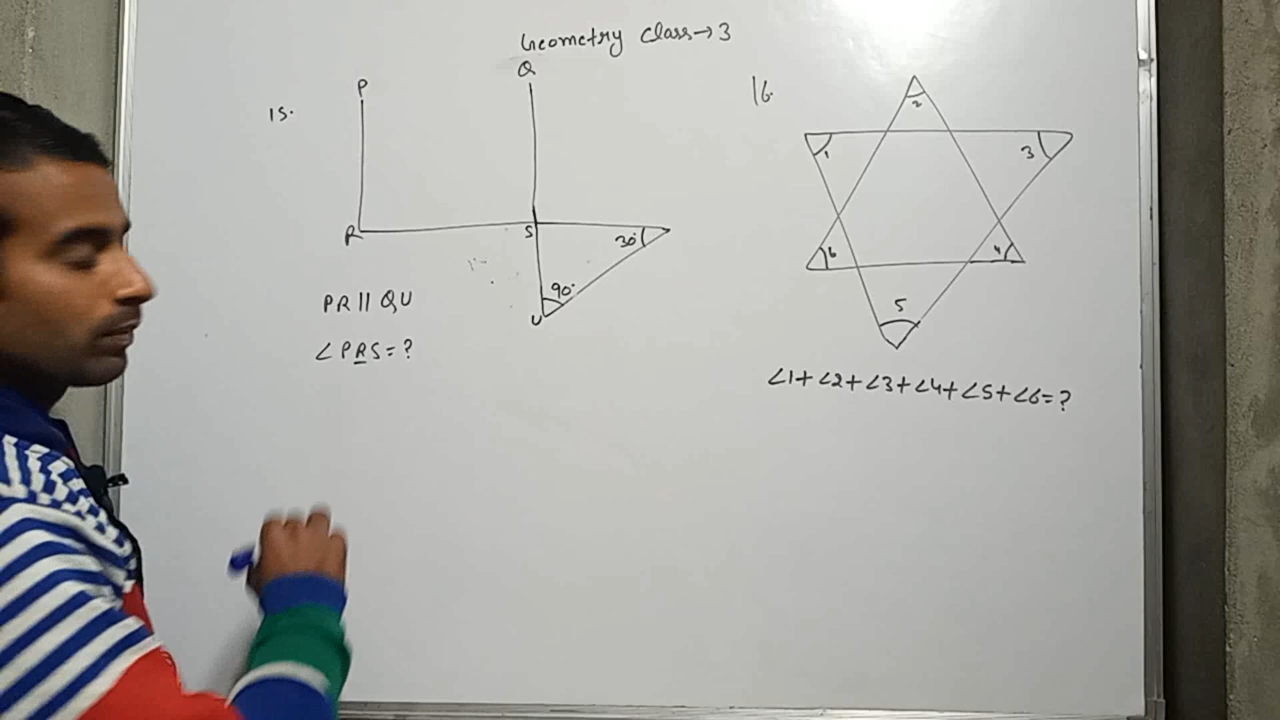 Geometry Class→3
15.
P
Q
R
S
30°
90°
U
PR || QU
∠PRS=?
16.
2
1
3
6
4
5
∠1+∠2+∠3+∠4+∠5+∠6=?